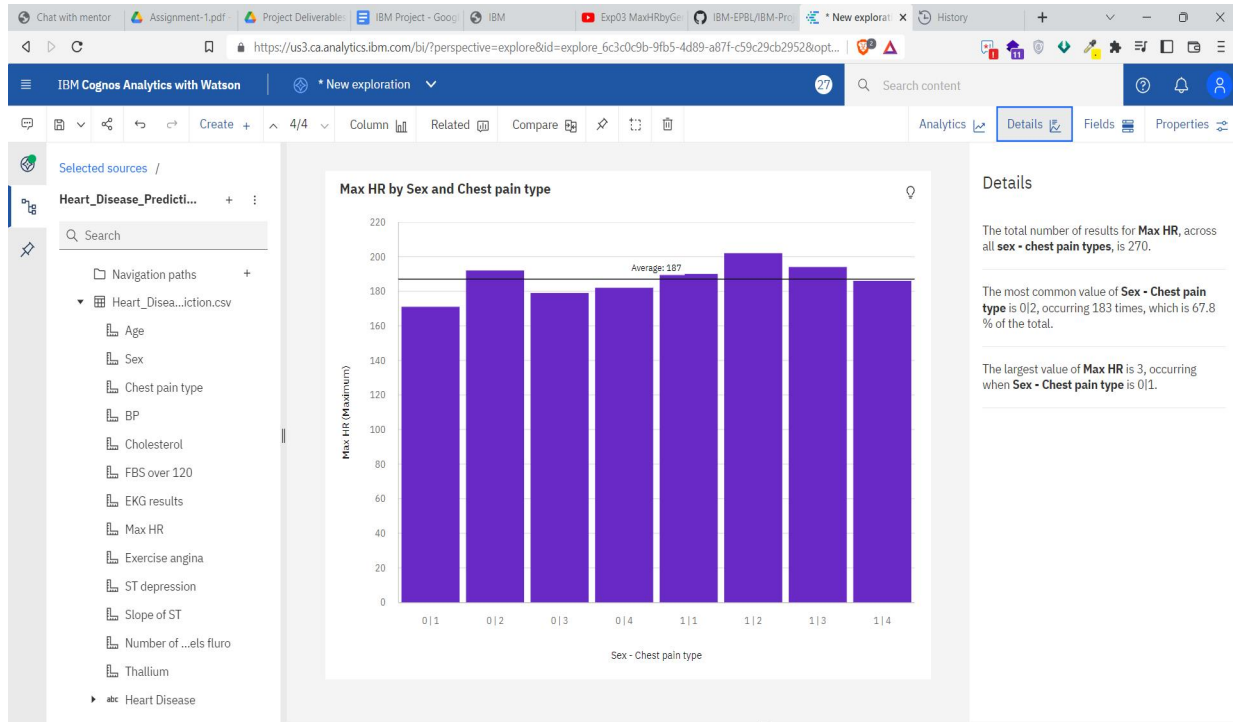 Chat with mentor
Assignment-1.pdf -
Project Deliverables
IBM Project - Googl
IBM
Exp03 MaxHRbyGe
IBM-EPBL/IBM-Proj
* New explorati
History
https://us3.ca.analytics.ibm.com/bi/?perspective=explore&id=explore_6c3c0c9b-9fb5-4d89-a87f-c59c29cb2952&opt...
1
11
IBM Cognos Analytics with Watson
* New exploration
27
Search content
Create +
4/4
Column
Related
Compare
Analytics
Details
Fields
Properties
Selected sources /
Heart_Disease_Predicti...
Search
Navigation paths
Heart_Disea...iction.csv
Age
Sex
Chest pain type
BP
Cholesterol
FBS over 120
EKG results
Max HR
Exercise angina
ST depression
Slope of ST
Number of ...els fluro
Thallium
abc Heart Disease
Max HR by Sex and Chest pain type
220
200
180
160
140
120
100
80
60
40
20
0
Max HR (Maximum)
Average: 187
0|1 0|2 0|3 0|4 1|1 1|2 1|3 1|4
Sex - Chest pain type
Details
The total number of results for Max HR, across
all sex - chest pain types, is 270.
The most common value of Sex - Chest pain
type is 0|2, occurring 183 times, which is 67.8
% of the total.
The largest value of Max HR is 3, occurring
when Sex - Chest pain type is 0|1.